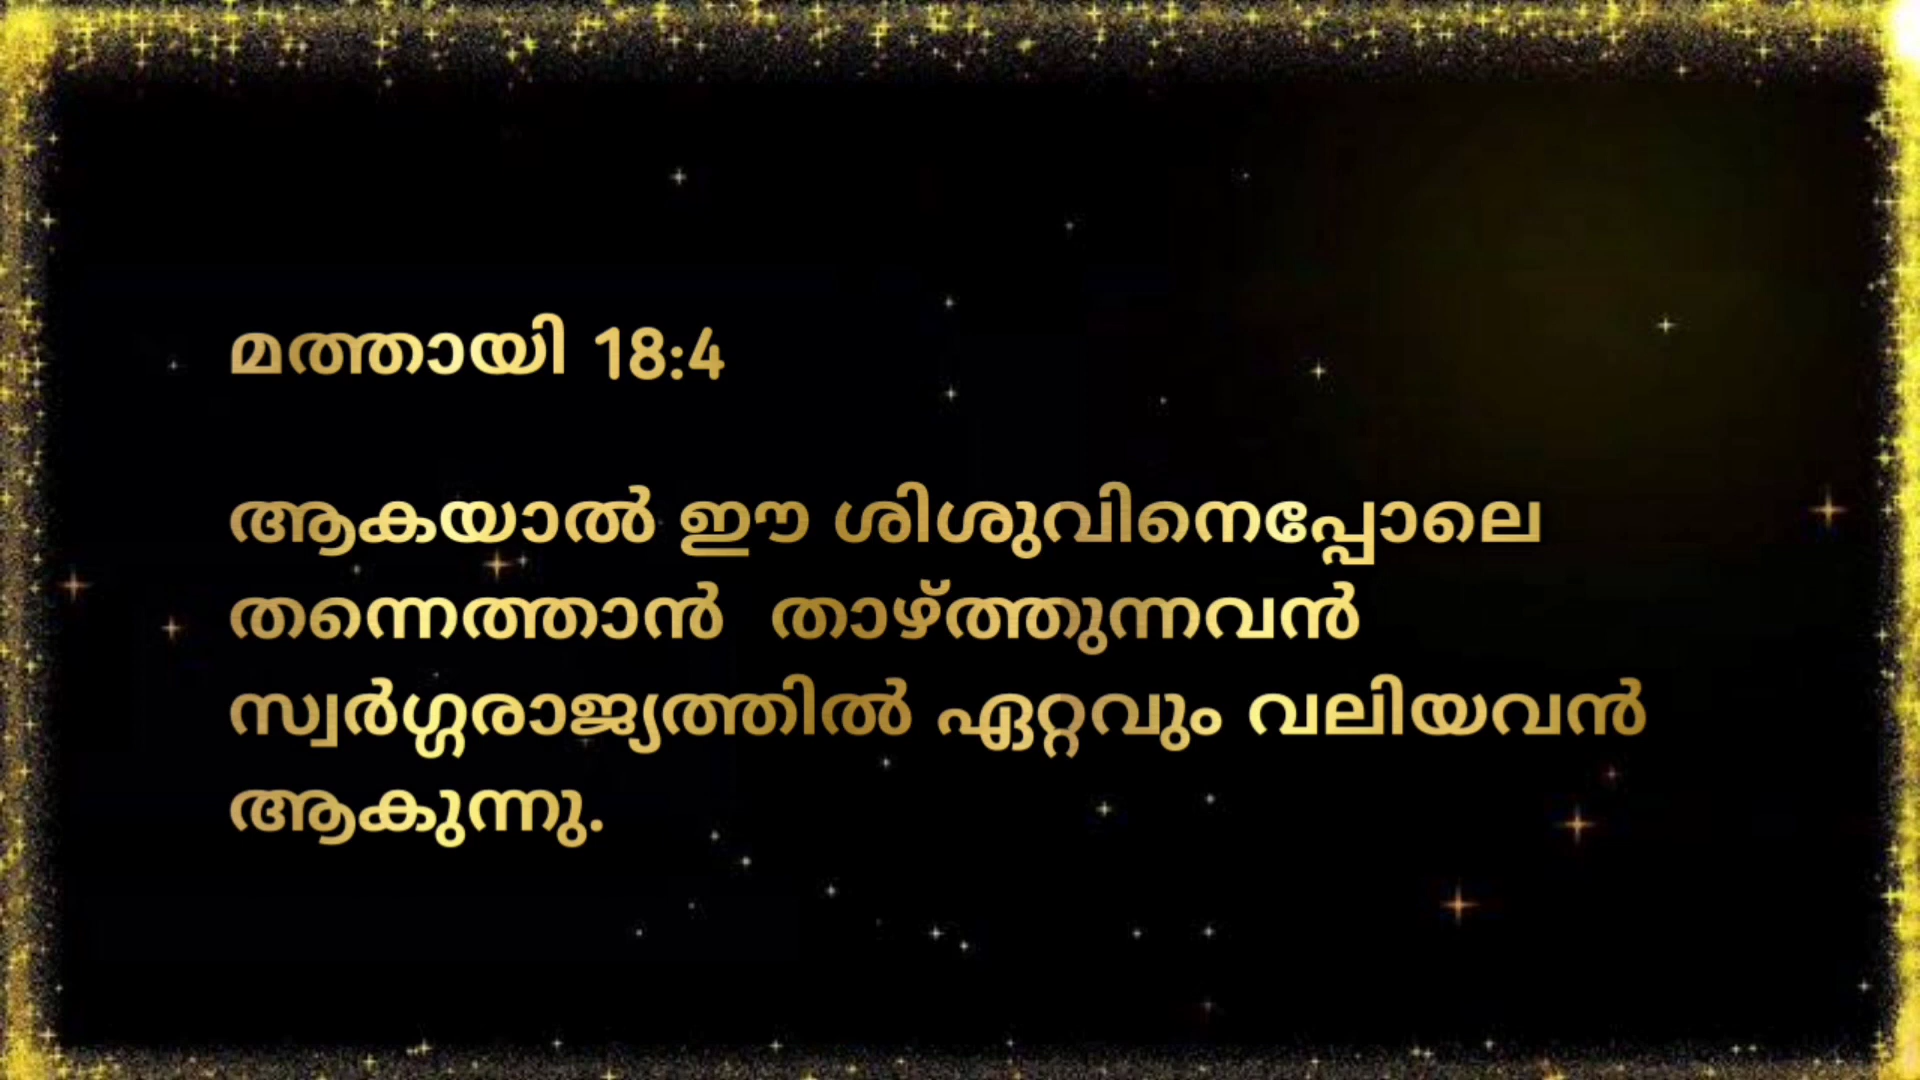 മത്തായി 18:4
ആകയാൽ ഈ ശിശുവിനെപ്പോലെ
തന്നെത്താൻ താഴ്ത്തുന്നവൻ
സ്വർഗ്ഗരാജ്യത്തിൽ ഏറ്റവും വലിയവൻ
ആകുന്നു.